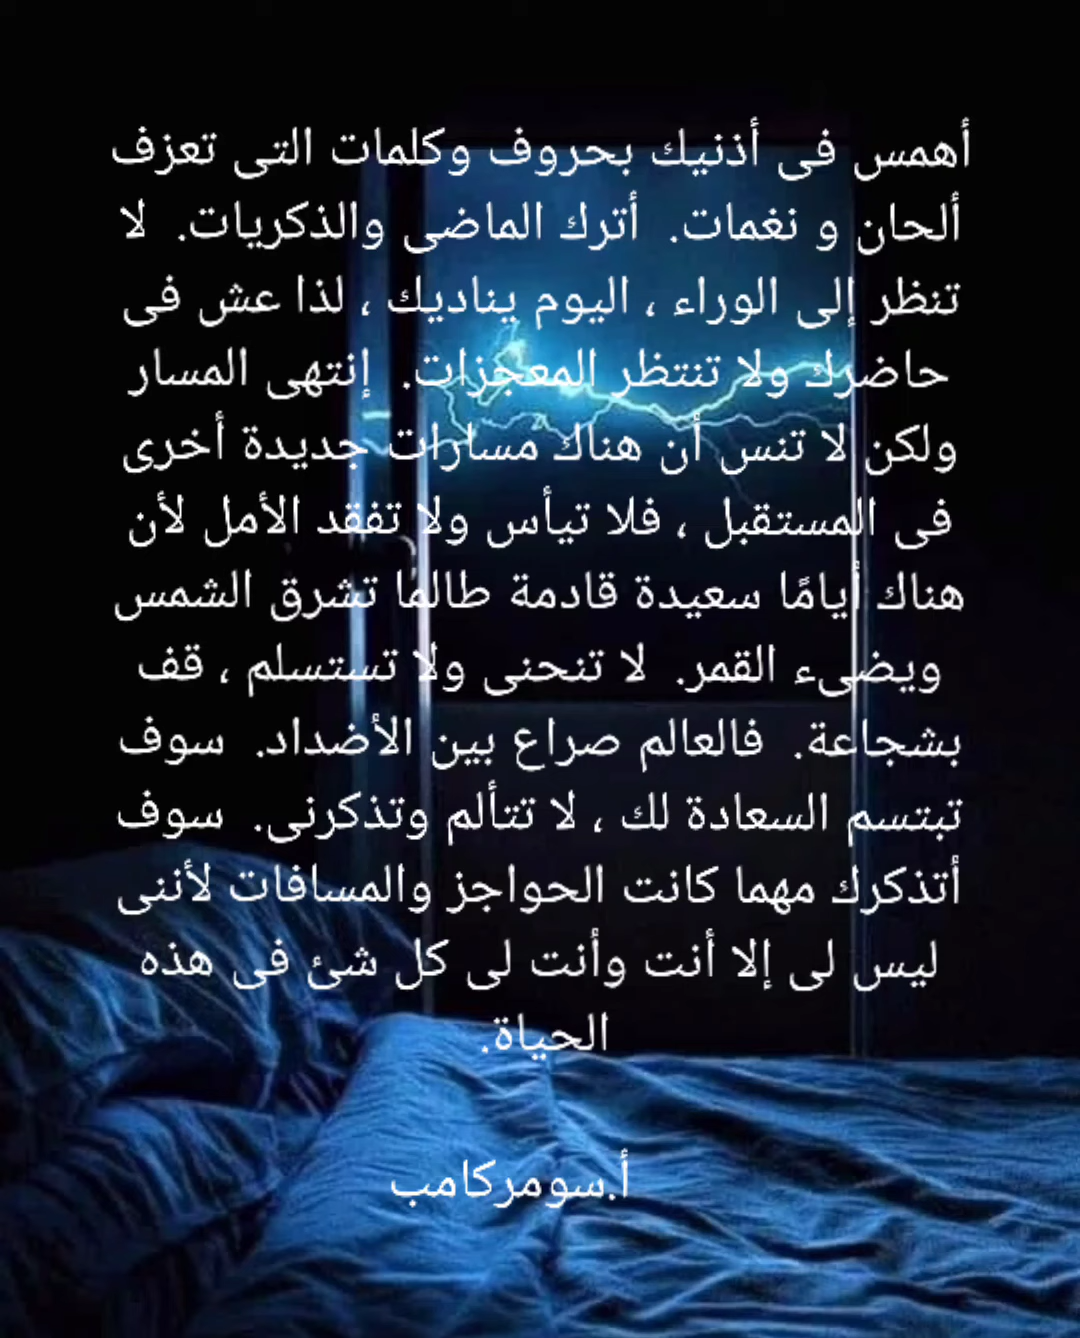 أهمس فى أذنيك بحروف وكلمات التى تعزف
ألحان و نغمات. أترك الماضى والذكريات. لا
تنظر إلى الوراء ، اليوم يناديك ، لذا عش فى
حاضرك ولا تنتظر المعجزات. إنتهى المسار
ولكن لا تنس أن هناك مسارات جديدة أخرى
فى المستقبل ، فلا تيأس ولا تفقد الأمل لأن
هناك أيامًا سعيدة قادمة طالما تشرق الشمس
ويضىء القمر. لا تنحنى ولا تستسلم ، قف
بشجاعة. فالعالم صراع بين الأضداد. سوف
تبتسم السعادة لك ، لا تتألم وتذكرنى. سوف
أتذكرك مهما كانت الحواجز والمسافات لأننى
ليس لى إلا أنت وأنت لى كل شئ فى هذه
الحياة.
أ.سومركامب